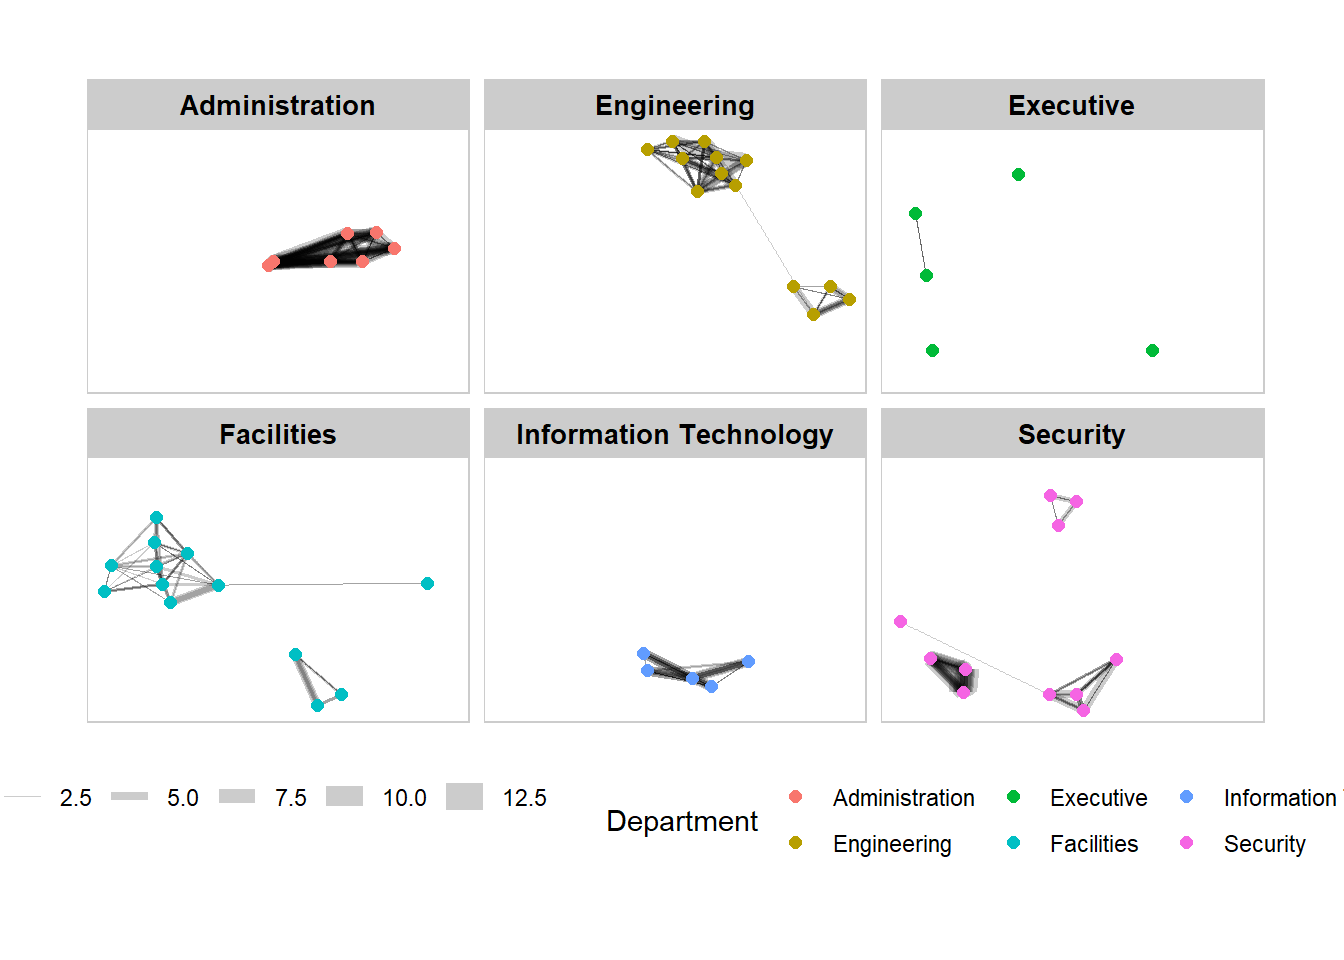 Administration
Engineering
Executive
Facilities
Information Technology
Security
2.5 5.0 7.5 10.0 12.5
Department
Administration Executive Information
Engineering Facilities Security